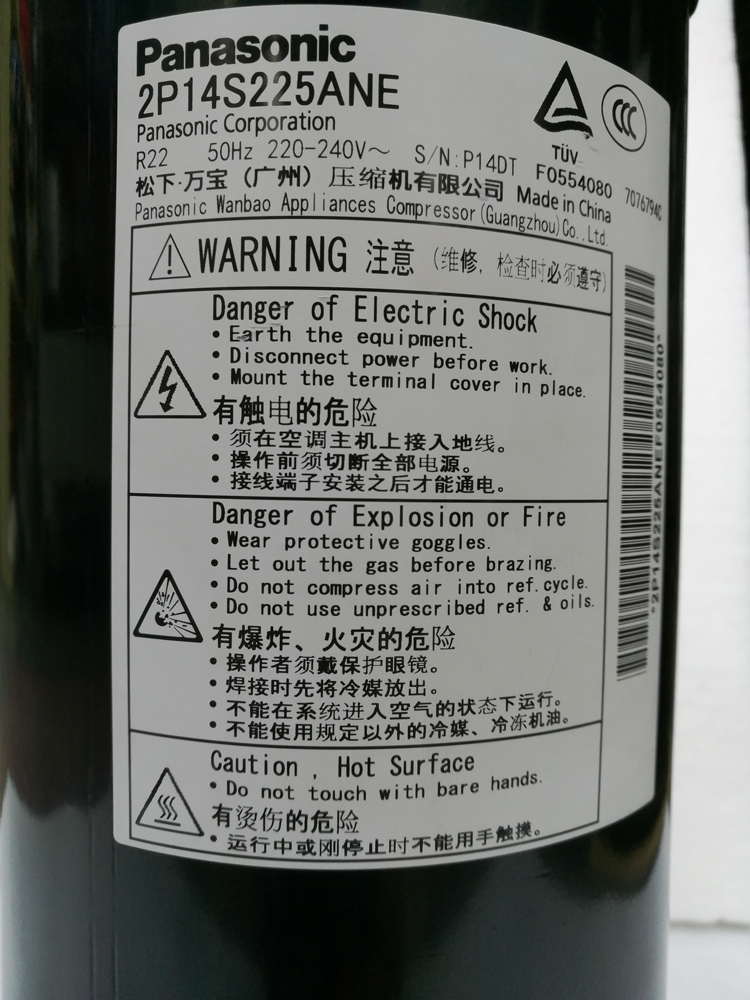 Panasonic
2P14S225ANE
Panasonic Corporation
R22 50Hz 220-240V～ S/N:P14DT F0554080 7076794C
TÜV
CCC
松下·万宝（广州）压缩机有限公司 Made in China
Panasonic Wanbao Appliances Compressor(Guangzhou)Co.,Ltd.
WARNING 注意（维修，检查时必须遵守）
Danger of Electric Shock
• Earth the equipment.
• Disconnect power before work.
• Mount the terminal cover in place.
有触电的危险
• 须在空调主机上接入地线。
• 操作前须切断全部电源。
• 接线端子安装之后才能通电。
Danger of Explosion or Fire
• Wear protective goggles.
• Let out the gas before brazing.
• Do not compress air into ref.cycle.
• Do not use unprescribed ref. & oils.
有爆炸、火灾的危险
• 操作者须戴保护眼镜。
• 焊接时先将冷媒放出。
• 不能在系统进入空气的状态下运行。
• 不能使用规定以外的冷媒、冷冻机油。
Caution , Hot Surface
• Do not touch with bare hands.
有烫伤的危险
• 运行中或刚停止时不能用手触摸。
*2P14S225ANEF0554080*